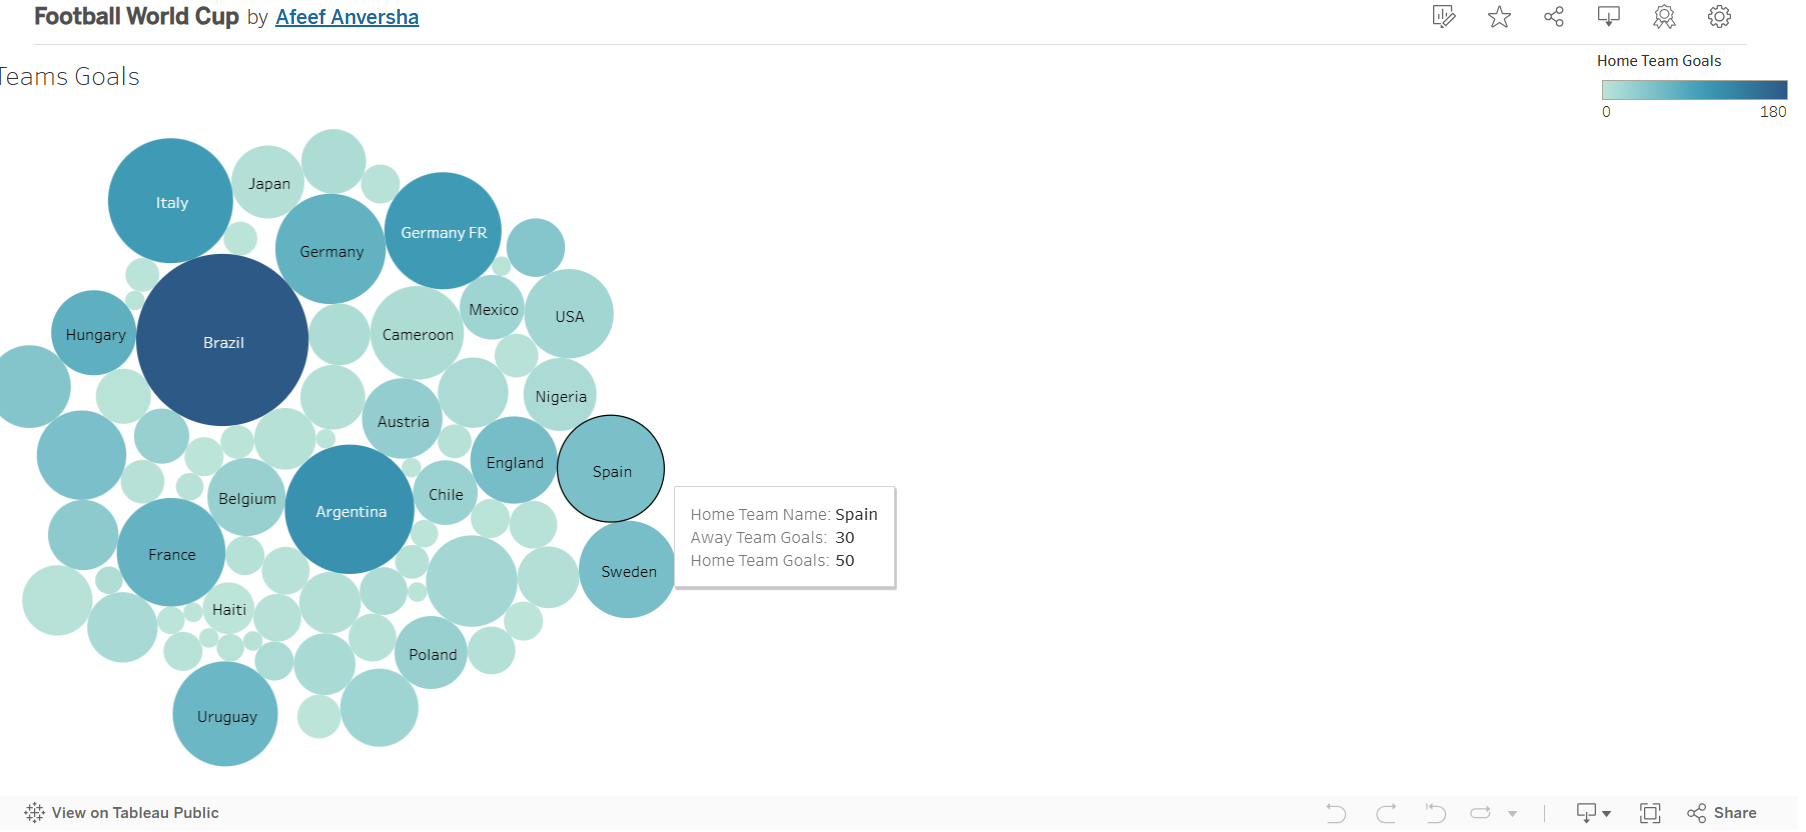 Football World Cup by Afeef Anversha
Teams Goals
Home Team Goals
0 180
Italy
Japan
Germany
Germany FR
Hungary
Brazil
Cameroon
Mexico
USA
Nigeria
Austria
England
Spain
Belgium
Argentina
Chile
Home Team Name: Spain
Away Team Goals: 30
Home Team Goals: 50
France
Sweden
Haiti
Poland
Uruguay
View on Tableau Public
Share